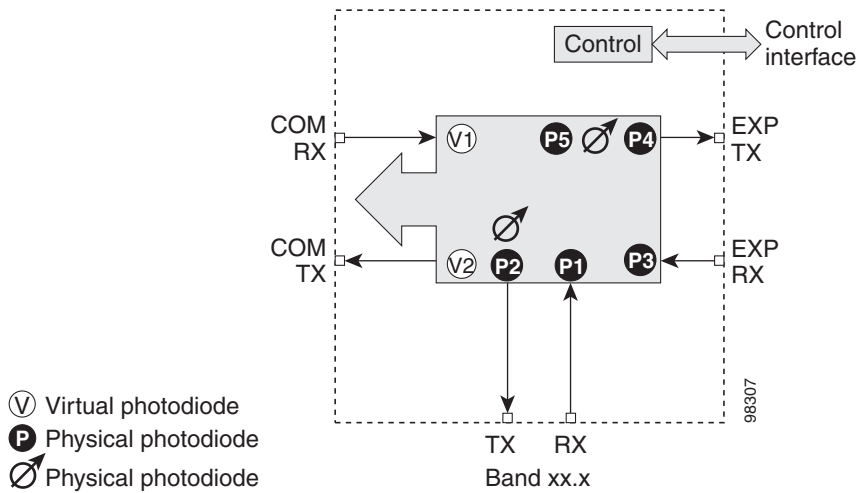 Control
Control
interface
COM
RX
V1
P5
P4
EXP
TX
COM
TX
V2
P2
P1
P3
EXP
RX
98307
V Virtual photodiode
P Physical photodiode
Physical photodiode
TX
RX
Band xx.x